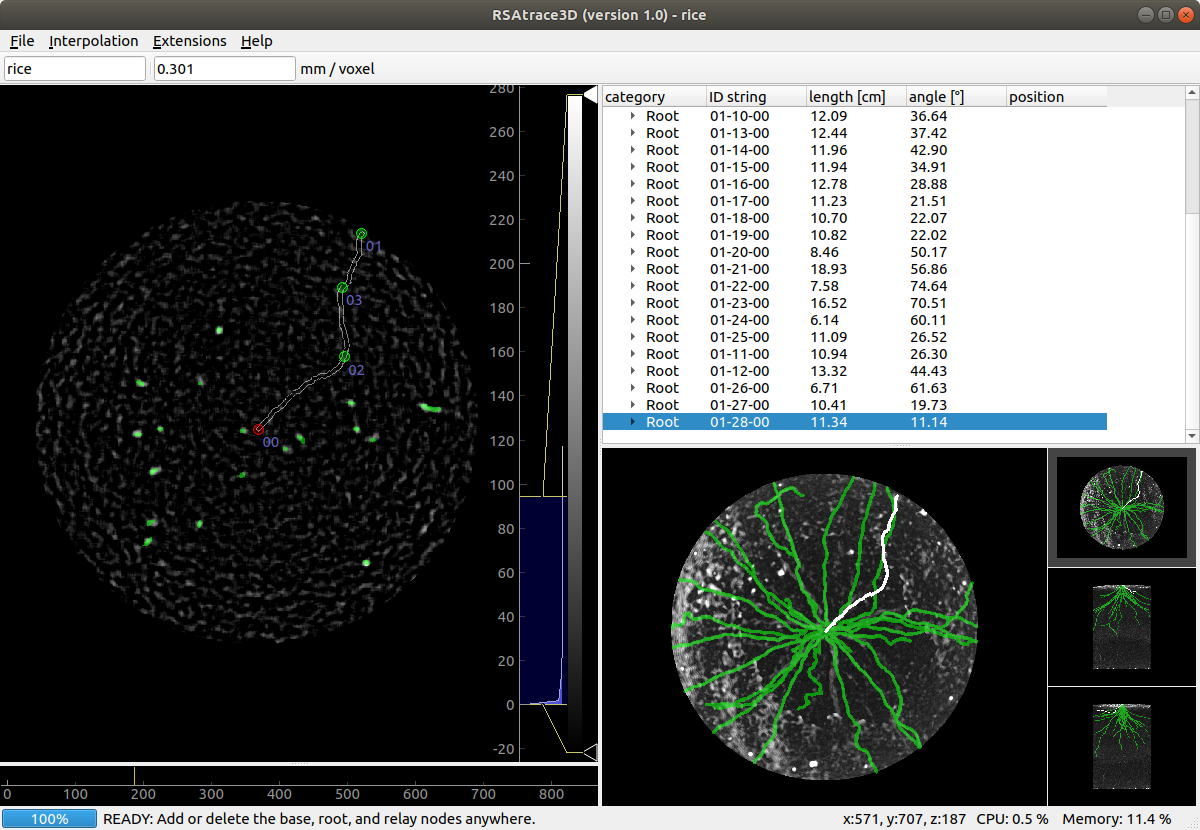 RSAtrace3D (version 1.0) - rice
File Interpolation Extensions Help
rice 0.301 mm / voxel
280
260
240
220
200
180
160
140
120
100
80
60
40
20
0
-20
01
03
02
00
0 100 200 300 400 500 600 700 800
category ID string length [cm] angle [°] position
Root 01-10-00 12.09 36.64
Root 01-13-00 12.44 37.42
Root 01-14-00 11.96 42.90
Root 01-15-00 11.94 34.91
Root 01-16-00 12.78 28.88
Root 01-17-00 11.23 21.51
Root 01-18-00 10.70 22.07
Root 01-19-00 10.82 22.02
Root 01-20-00 8.46 50.17
Root 01-21-00 18.93 56.86
Root 01-22-00 7.58 74.64
Root 01-23-00 16.52 70.51
Root 01-24-00 6.14 60.11
Root 01-25-00 11.09 26.52
Root 01-11-00 10.94 26.30
Root 01-12-00 13.32 44.43
Root 01-26-00 6.71 61.63
Root 01-27-00 10.41 19.73
Root 01-28-00 11.34 11.14
100% READY: Add or delete the base, root, and relay nodes anywhere. x:571, y:707, z:187 CPU: 0.5 % Memory: 11.4 %